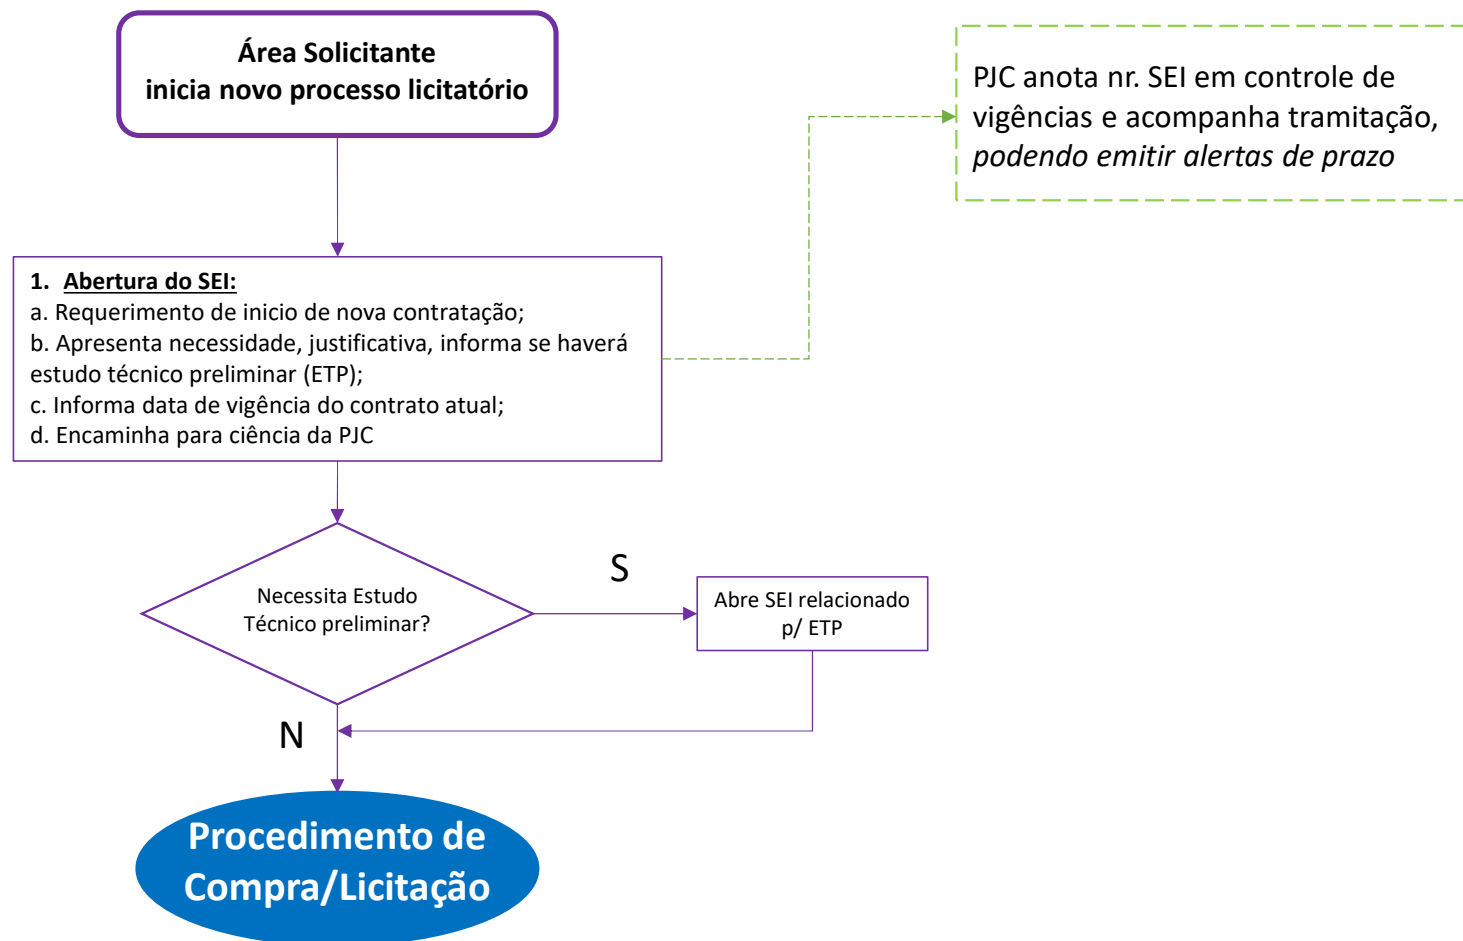 Área Solicitante
inicia novo processo licitatório
PJC anota nr. SEI em controle de
vigências e acompanha tramitação,
podendo emitir alertas de prazo
1. Abertura do SEI:
a. Requerimento de inicio de nova contratação;
b. Apresenta necessidade, justificativa, informa se haverá
estudo técnico preliminar (ETP);
c. Informa data de vigência do contrato atual;
d. Encaminha para ciência da PJC
Necessita Estudo
Técnico preliminar?
S
Abre SEI relacionado
p/ ETP
N
Procedimento de
Compra/Licitação